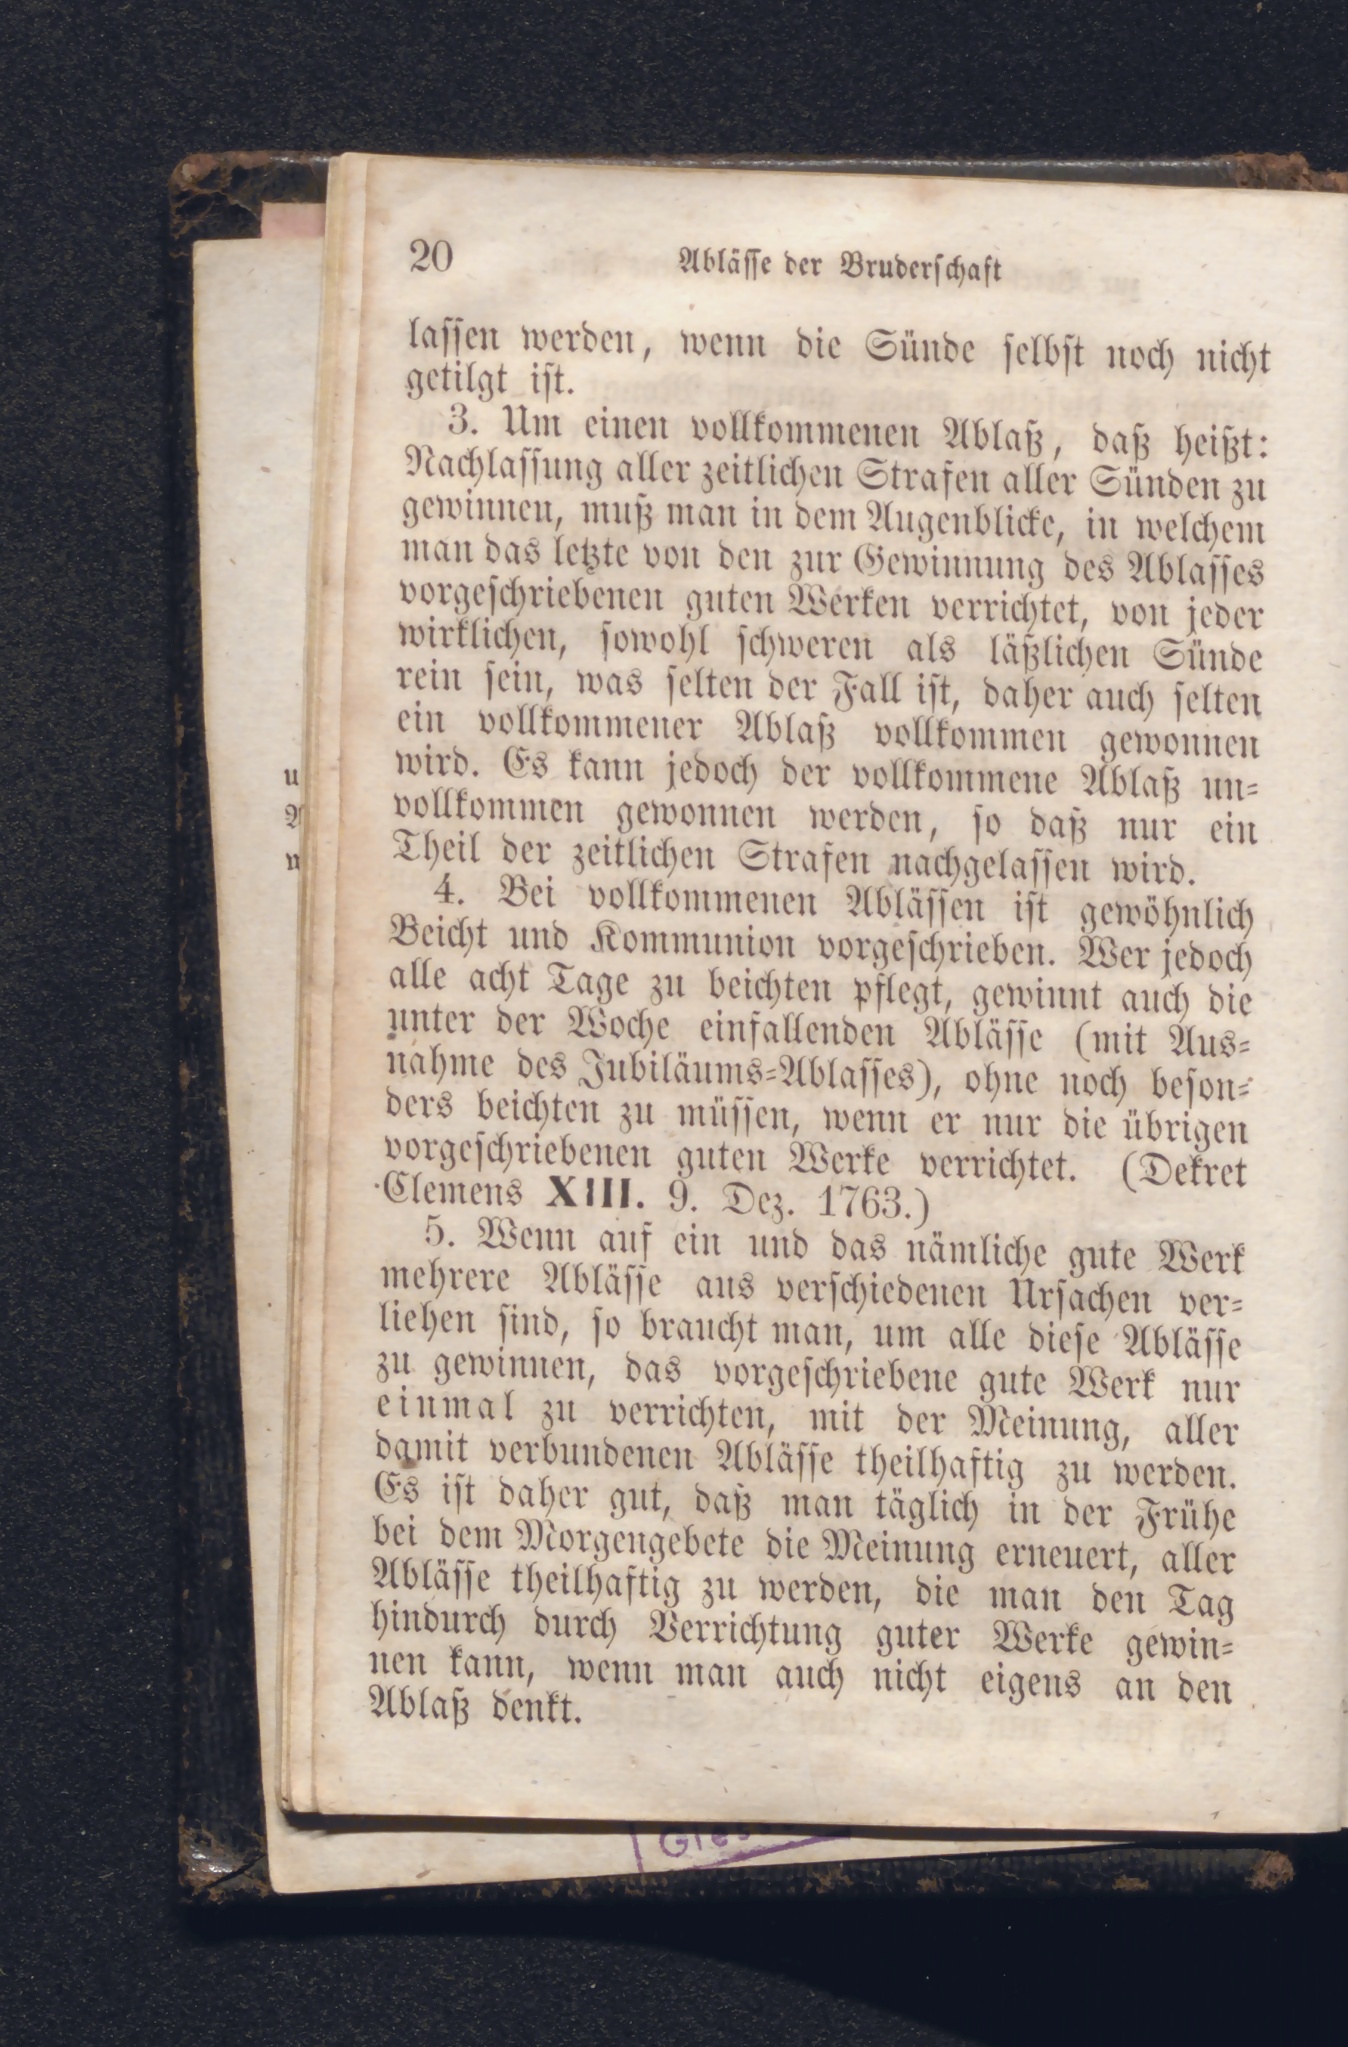 20 Ablässe der Bruderschaft
lassen werden, wenn die Sünde selbst noch nicht
getilgt ist.
3. Um einen vollkommenen Ablaß, daß heißt:
Nachlassung aller zeitlichen Strafen aller Sünden zu
gewinnen, muß man in dem Augenblicke, in welchem
man das letzte von den zur Gewinnung des Ablasses
vorgeschriebenen guten Werken verrichtet, von jeder
wirklichen, sowohl schweren als läßlichen Sünde
rein sein, was selten der Fall ist, daher auch selten
ein vollkommener Ablaß vollkommen gewonnen
wird. Es kann jedoch der vollkommene Ablaß un-
vollkommen gewonnen werden, so daß nur ein
Theil der zeitlichen Strafen nachgelassen wird.
4. Bei vollkommenen Ablässen ist gewöhnlich
Beicht und Kommunion vorgeschrieben. Wer jedoch
alle acht Tage zu beichten pflegt, gewinnt auch die
unter der Woche einfallenden Ablässe (mit Aus-
nahme des Jubiläums-Ablasses), ohne noch beson-
ders beichten zu müssen, wenn er nur die übrigen
vorgeschriebenen guten Werke verrichtet. (Dekret
Clemens XIII. 9. Dez. 1763.)
5. Wenn auf ein und das nämliche gute Werk
mehrere Ablässe aus verschiedenen Ursachen ver-
liehen sind, so braucht man, um alle diese Ablässe
zu gewinnen, das vorgeschriebene gute Werk nur
einmal zu verrichten, mit der Meinung, aller
damit verbundenen Ablässe theilhaftig zu werden.
Es ist daher gut, daß man täglich in der Frühe
bei dem Morgengebete die Meinung erneuert, aller
Ablässe theilhaftig zu werden, die man den Tag
hindurch durch Verrichtung guter Werke gewin-
nen kann, wenn man auch nicht eigens an den
Ablaß denkt.